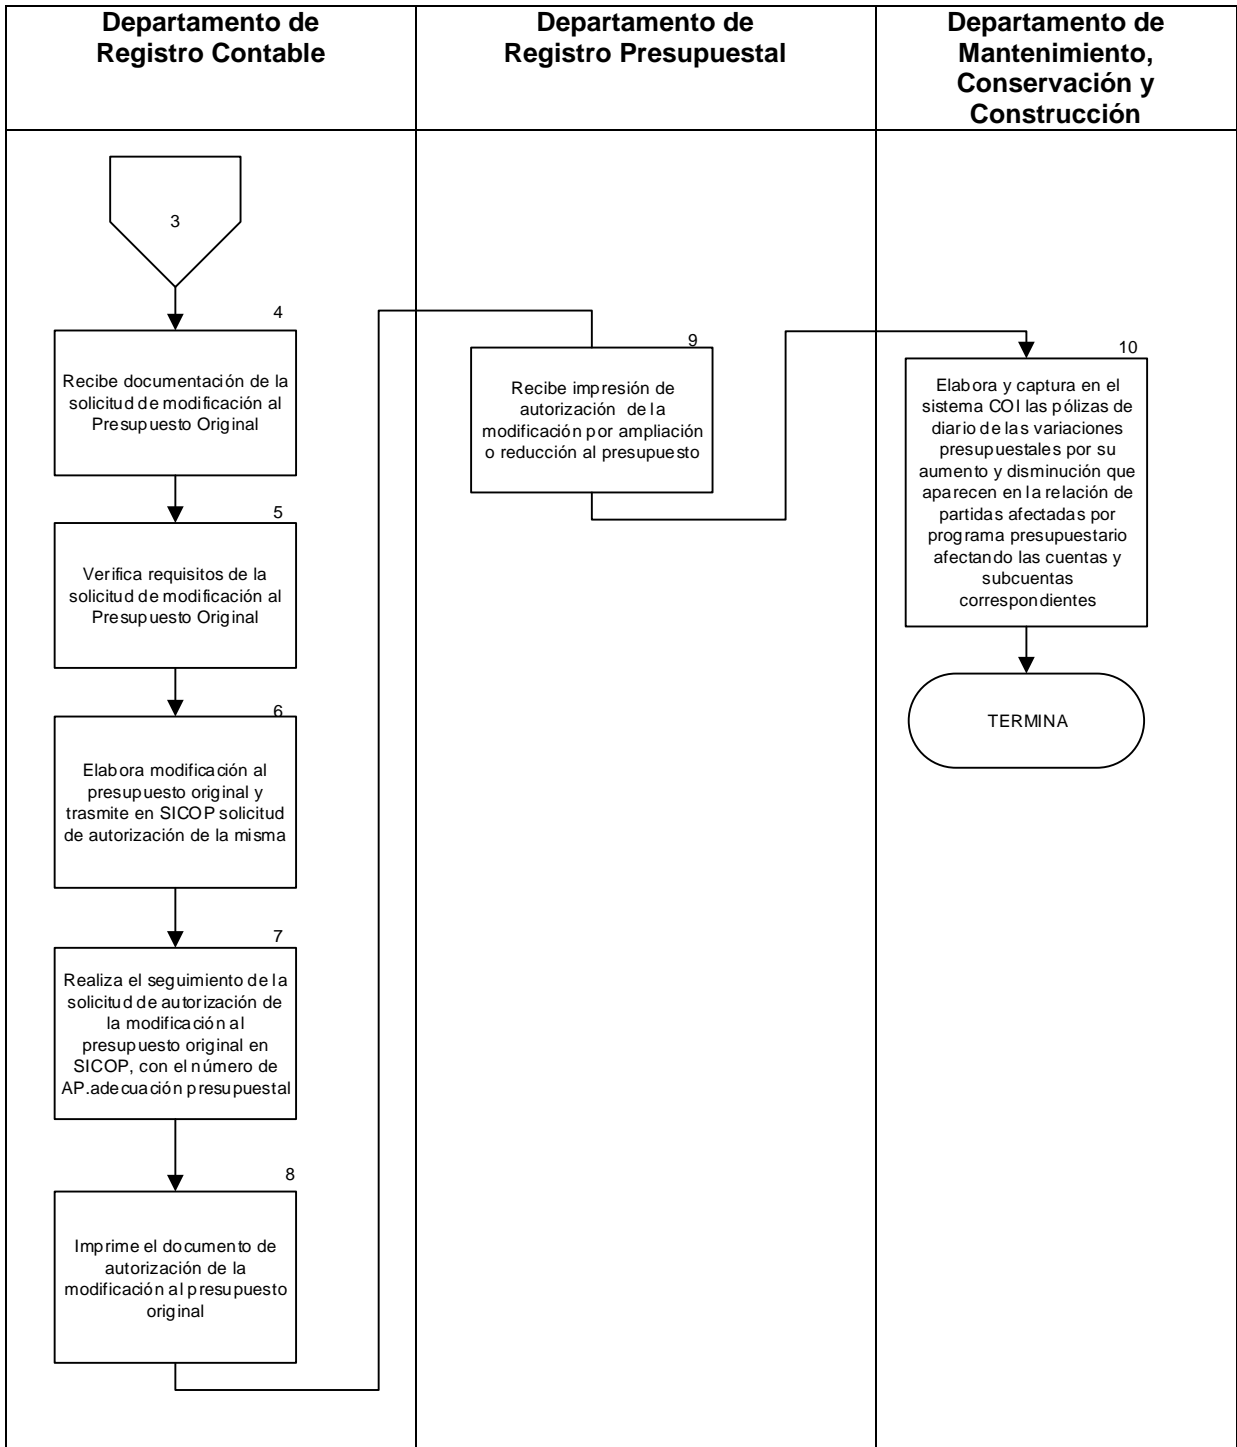 Departamento de
Registro Contable
Departamento de
Registro Presupuestal
Departamento de
Mantenimiento,
Conservación y
Construcción
3
4
Recibe documentación de la
solicitud de modificación al
Presupuesto Original
5
Verifica requisitos de la
solicitud de modificación al
Presupuesto Original
6
Elabora modificación al
presupuesto original y
trasmite en SICOP solicitud
de autorización de la misma
7
Realiza el seguimiento de la
solicitud de autorización de
la modificación al
presupuesto original en
SICOP, con el número de
AP.adecuación presupuestal
8
Imprime el documento de
autorización de la
modificación al presupuesto
original
9
Recibe impresión de
autorización de la
modificación por ampliación
o reducción al presupuesto
10
Elabora y captura en el
sistema COI las pólizas de
diario de las variaciones
presupuestales por su
aumento y disminución que
aparecen en la relación de
partidas afectadas por
programa presupuestario
afectando las cuentas y
subcuentas
correspondientes
TERMINA